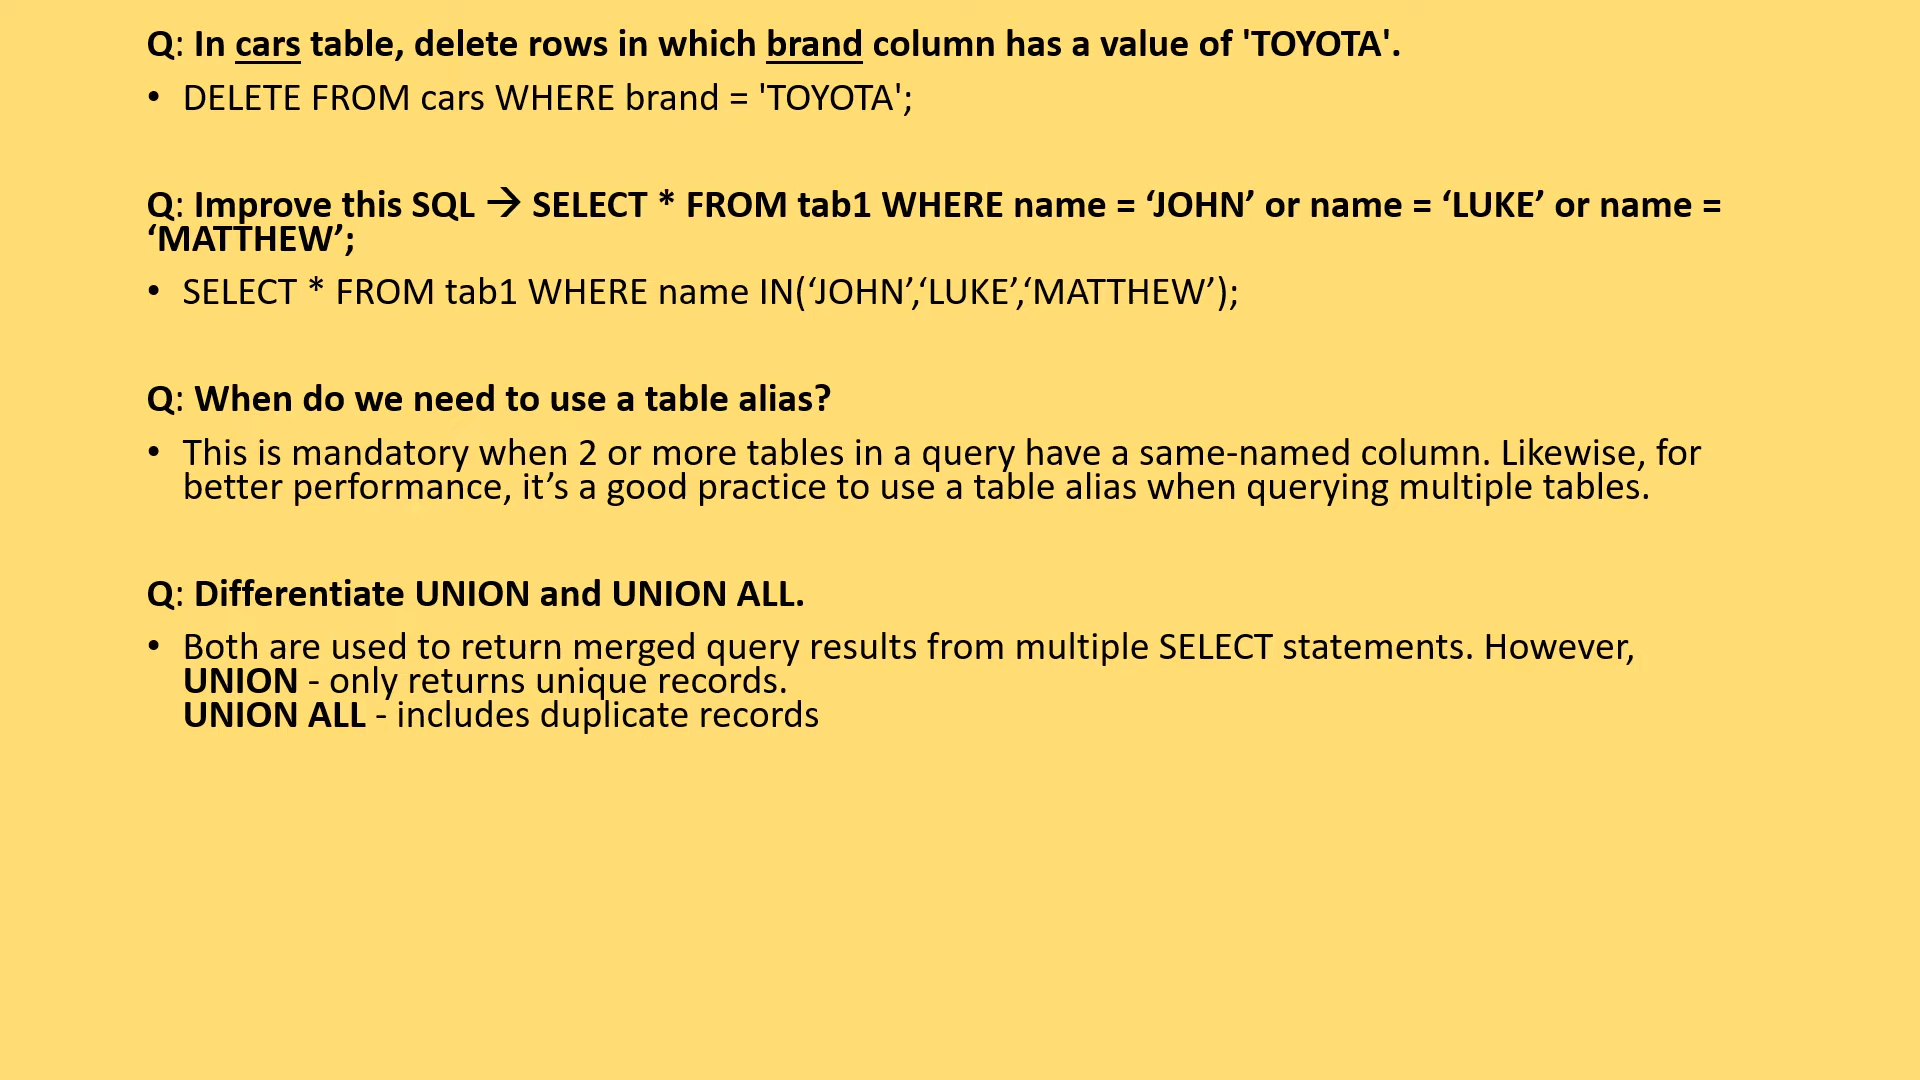 Q: In cars table, delete rows in which brand column has a value of 'TOYOTA'.
• DELETE FROM cars WHERE brand = 'TOYOTA';
Q: Improve this SQL → SELECT * FROM tab1 WHERE name = ‘JOHN’ or name = ‘LUKE’ or name =
‘MATTHEW’;
• SELECT * FROM tab1 WHERE name IN(‘JOHN’,‘LUKE’,‘MATTHEW’);
Q: When do we need to use a table alias?
• This is mandatory when 2 or more tables in a query have a same-named column. Likewise, for
better performance, it’s a good practice to use a table alias when querying multiple tables.
Q: Differentiate UNION and UNION ALL.
• Both are used to return merged query results from multiple SELECT statements. However,
UNION - only returns unique records.
UNION ALL - includes duplicate records